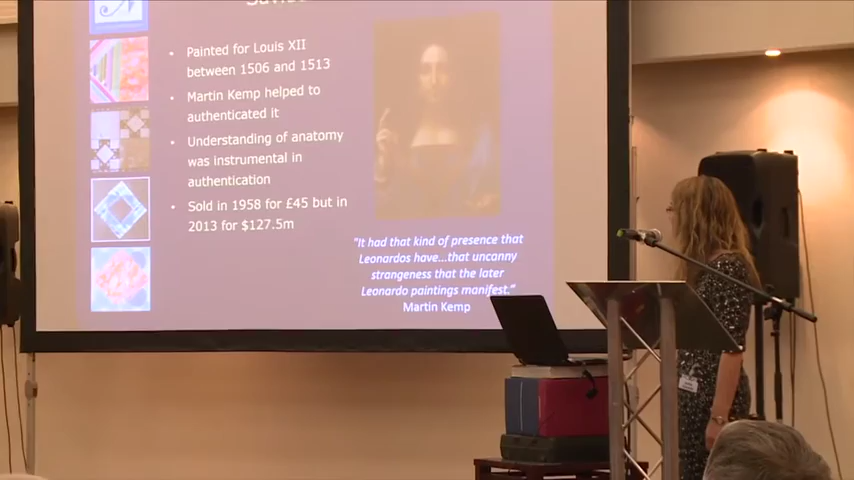 • Painted for Louis XII
between 1506 and 1513
• Martin Kemp helped to
authenticated it
• Understanding of anatomy
was instrumental in
authentication
• Sold in 1958 for £45 but in
2013 for $127.5m
"It had that kind of presence that
Leonardos have...that uncanny
strangeness that the later
Leonardo paintings manifest."
Martin Kemp